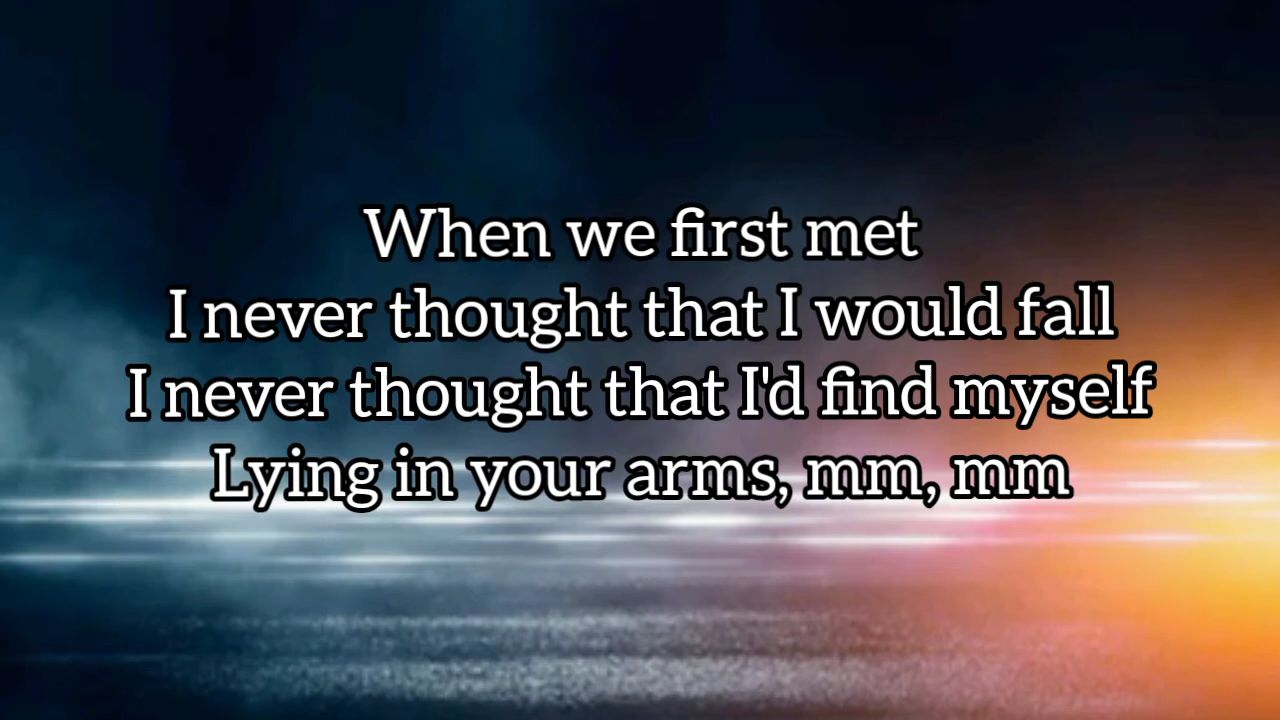 When we first met
I never thought that I would fall
I never thought that I'd find myself
Lying in your arms, mm, mm